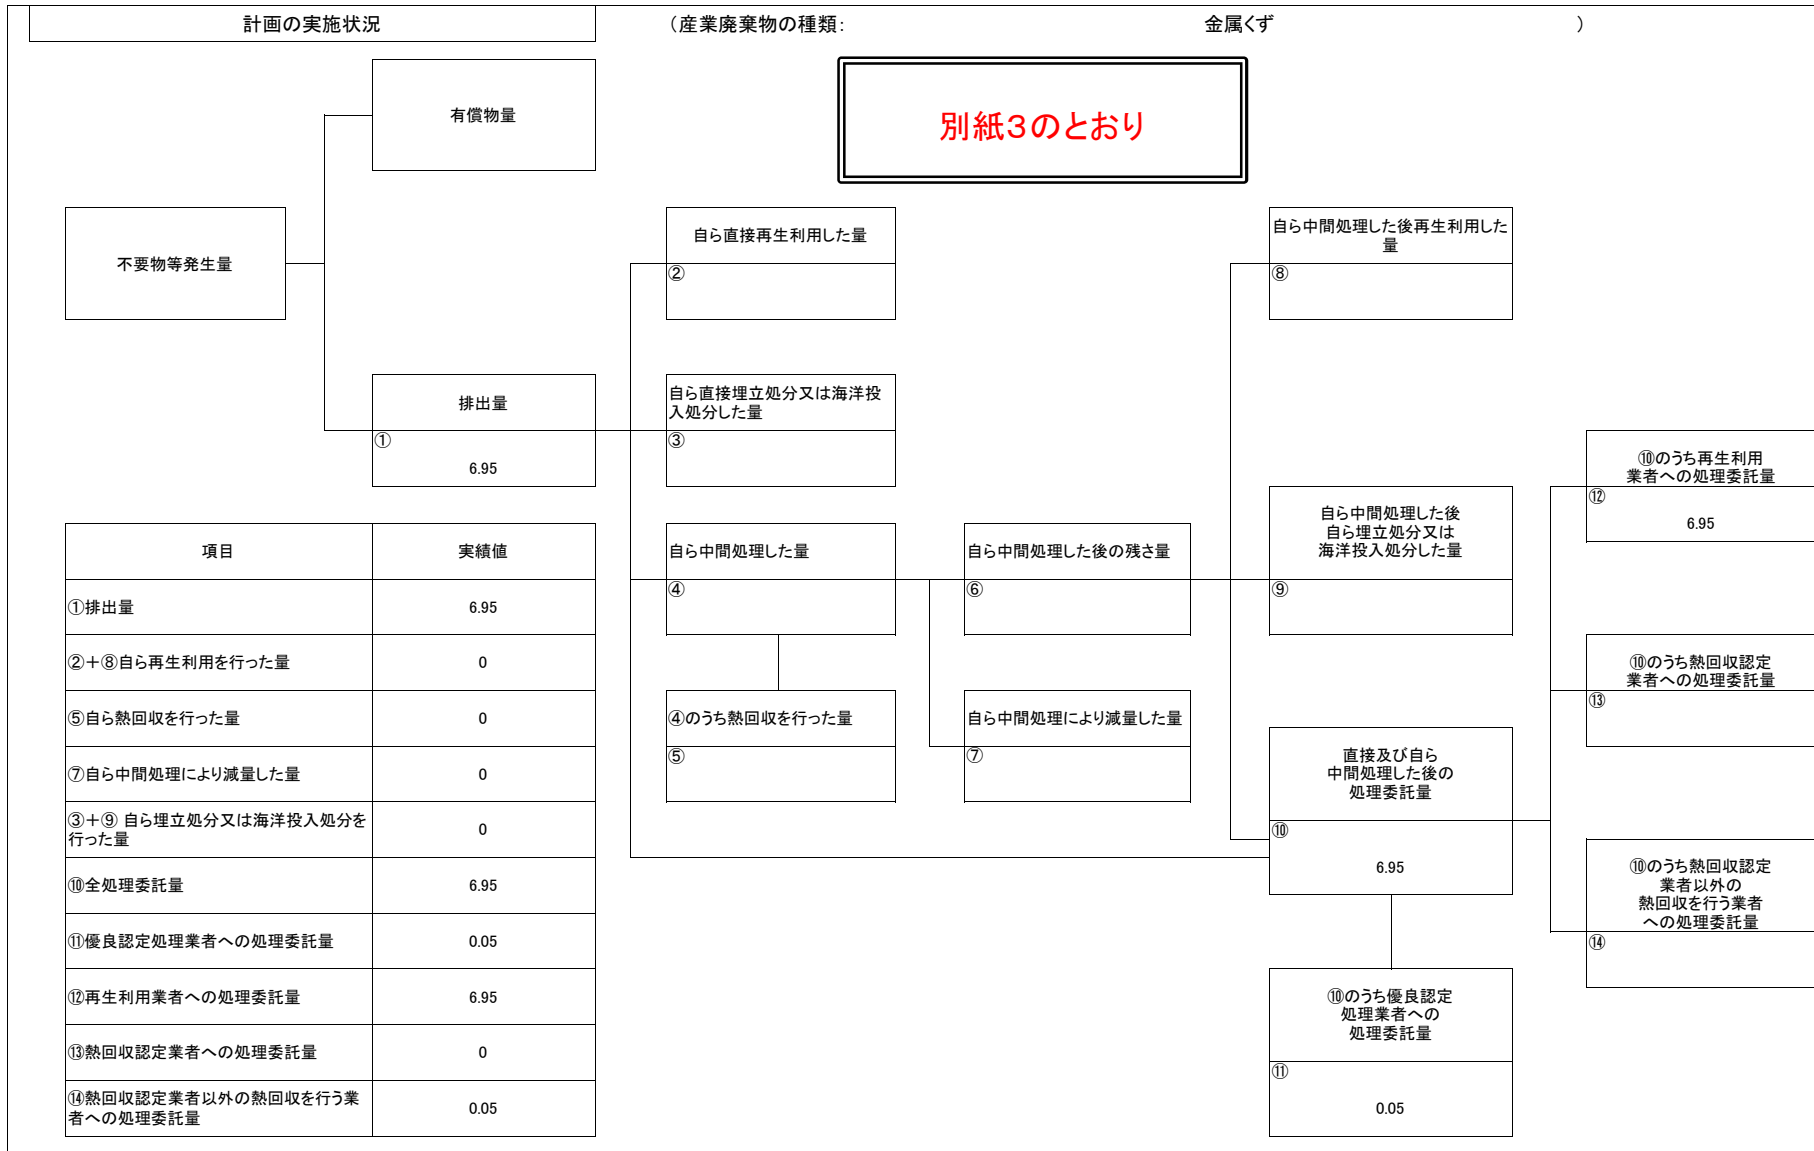 計画の実施状況
（産業廃棄物の種類:
金属くず
）
有償物量
別紙３のとおり
不要物等発生量
自ら直接再生利用した量
②
自ら中間処理した後再生利用した
量
⑧
排出量
①
6.95
自ら直接埋立処分又は海洋投
入処分した量
③
⑩のうち再生利用
業者への処理委託量
⑫
6.95
自ら中間処理した量
④
自ら中間処理した後の残さ量
⑥
自ら中間処理した後
自ら埋立処分又は
海洋投入処分した量
⑨
⑩のうち熱回収認定
業者への処理委託量
⑬
④のうち熱回収を行った量
⑤
自ら中間処理により減量した量
⑦
直接及び自ら
中間処理した後の
処理委託量
⑩
6.95
⑩のうち熱回収認定
業者以外の
熱回収を行う業者
への処理委託量
⑭
⑩のうち優良認定
処理業者への
処理委託量
⑪
0.05
項目 実績値
①排出量 6.95
②＋⑧自ら再生利用を行った量 0
⑤自ら熱回収を行った量 0
⑦自ら中間処理により減量した量 0
③＋⑨ 自ら埋立処分又は海洋投入処分を
行った量 0
⑩全処理委託量 6.95
⑪優良認定処理業者への処理委託量 0.05
⑫再生利用業者への処理委託量 6.95
⑬熱回収認定業者への処理委託量 0
⑭熱回収認定業者以外の熱回収を行う業
者への処理委託量 0.05